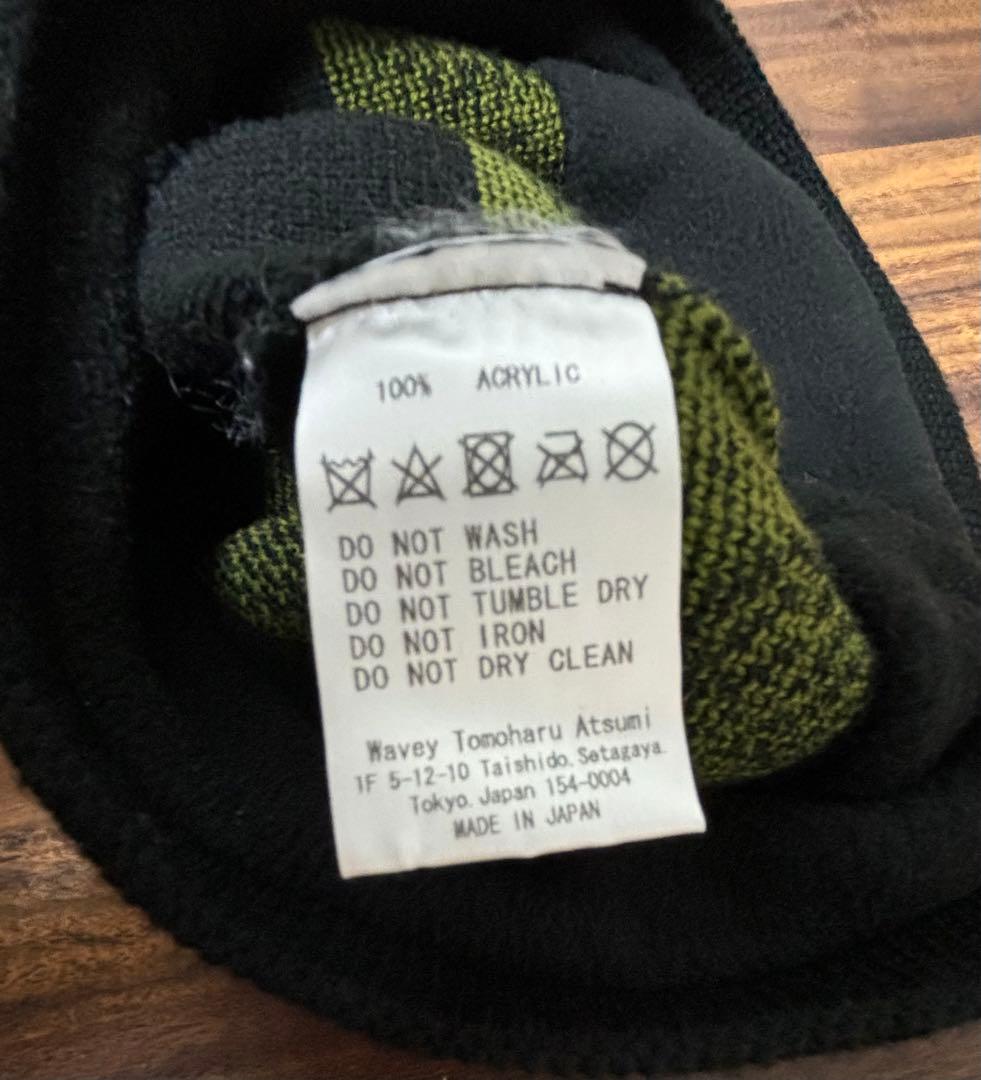 100% ACRYLIC
DO NOT WASH
DO NOT BLEACH
DO NOT TUMBLE DRY
DO NOT IRON
DO NOT DRY CLEAN
Wavey Tomoharu Atsumi
1F 5-12-10 Taishido. Setagaya.
Tokyo. Japan 154-0004
MADE IN JAPAN